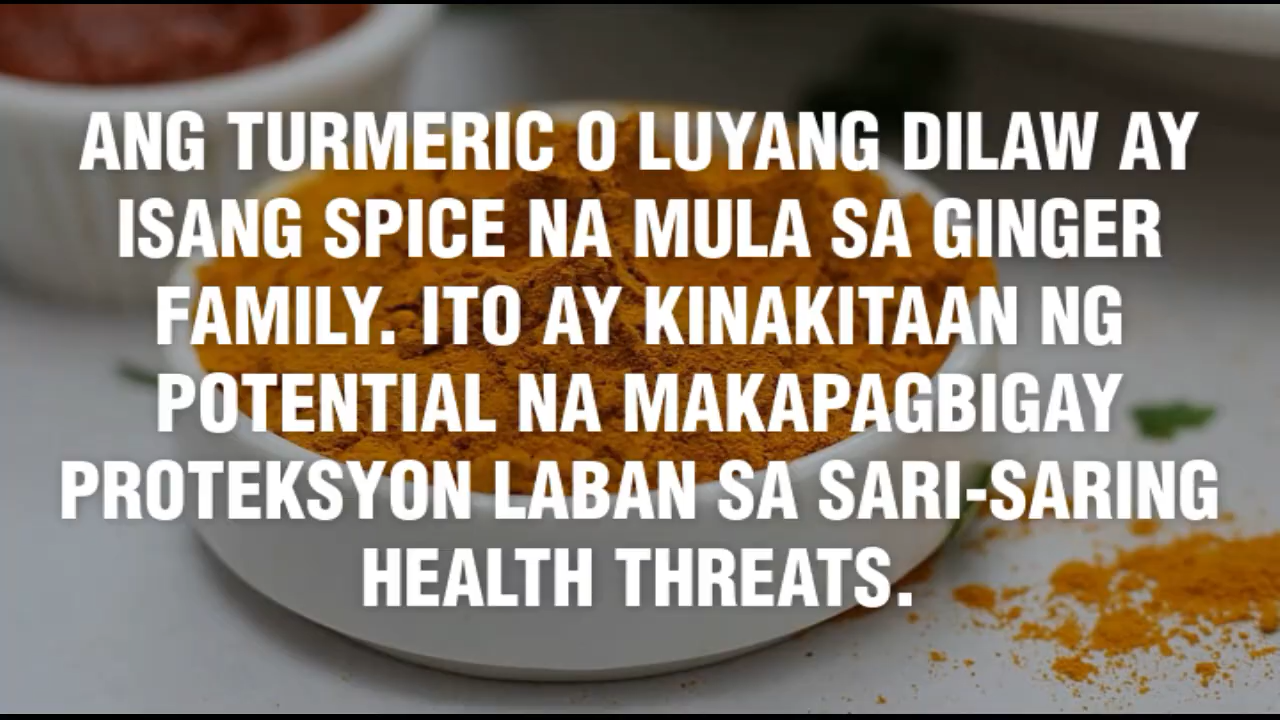 ANG TURMERIC O LUYANG DILAW AY
ISANG SPICE NA MULA SA GINGER
FAMILY. ITO AY KINAKITAAN NG
POTENTIAL NA MAKAPAGBIGAY
PROTEKSYON LABAN SA SARI-SARING
HEALTH THREATS.